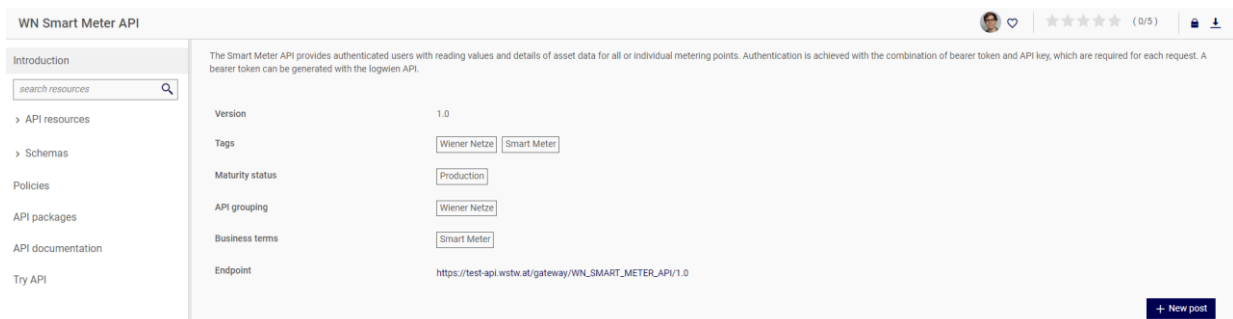 WN Smart Meter API
(0/5)
Introduction
search resources
API resources
Schemas
Policies
API packages
API documentation
Try API
The Smart Meter API provides authenticated users with reading values and details of asset data for all or individual metering points. Authentication is achieved with the combination of bearer token and API key, which are required for each request. A
bearer token can be generated with the logwien API.
Version 1.0
Tags Wiener Netze Smart Meter
Maturity status Production
API grouping Wiener Netze
Business terms Smart Meter
Endpoint https://test-api.wstw.at/gateway/WN_SMART_METER_API/1.0
+ New post